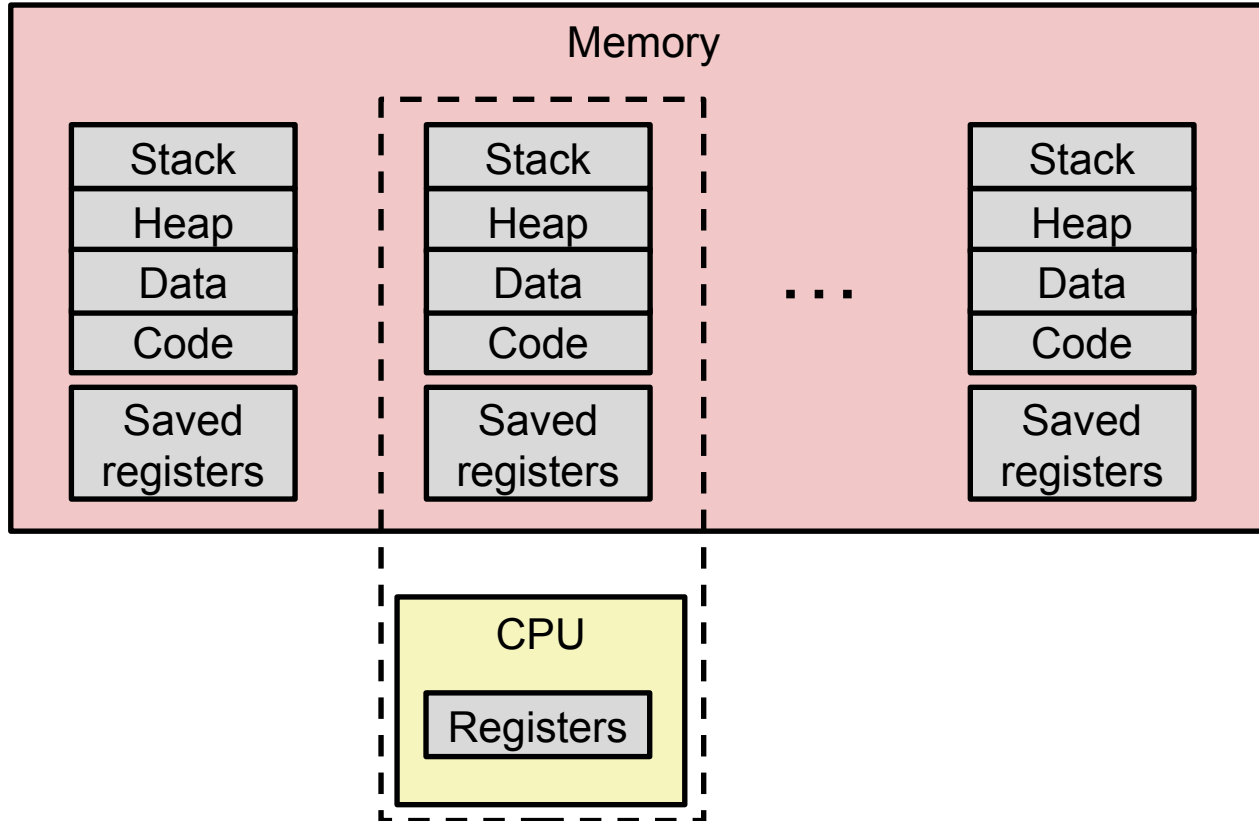 Memory
Stack
Heap
Data
Code
Saved
registers
Stack
Heap
Data
Code
Saved
registers
...
Stack
Heap
Data
Code
Saved
registers
CPU
Registers